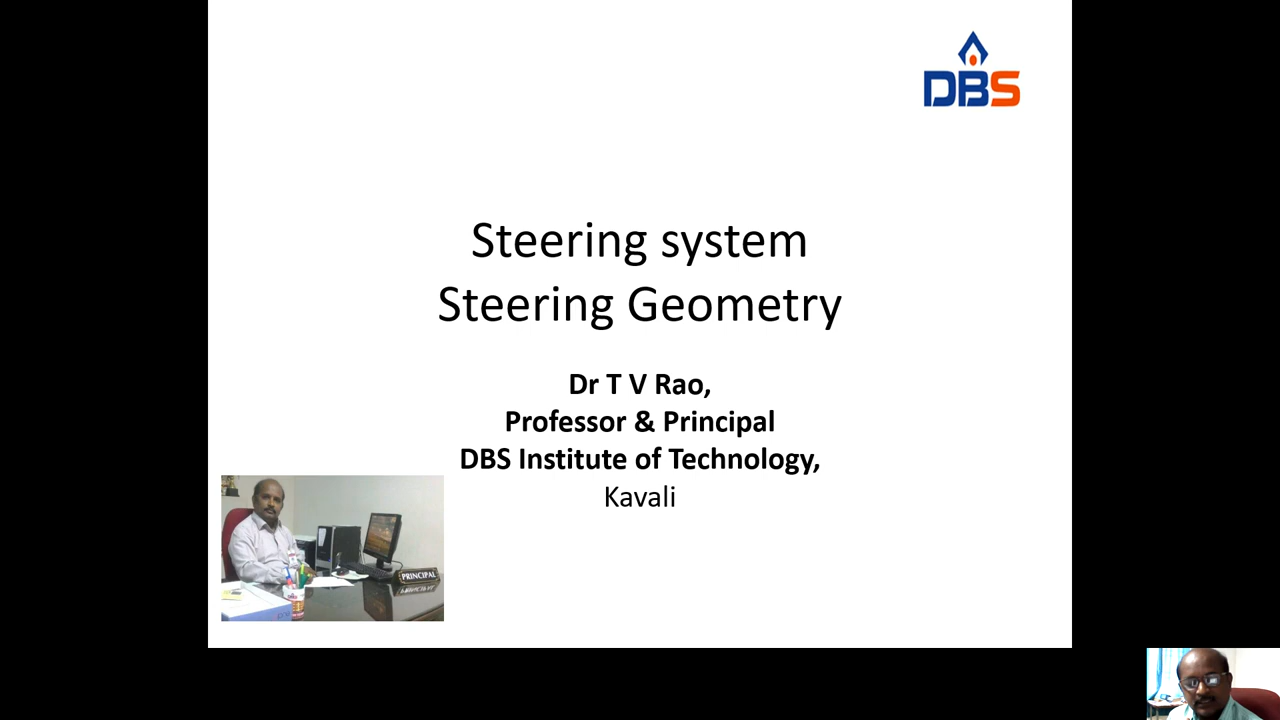 DBS
Steering system
Steering Geometry
Dr T V Rao,
Professor & Principal
DBS Institute of Technology,
Kavali
PRINCIPAL